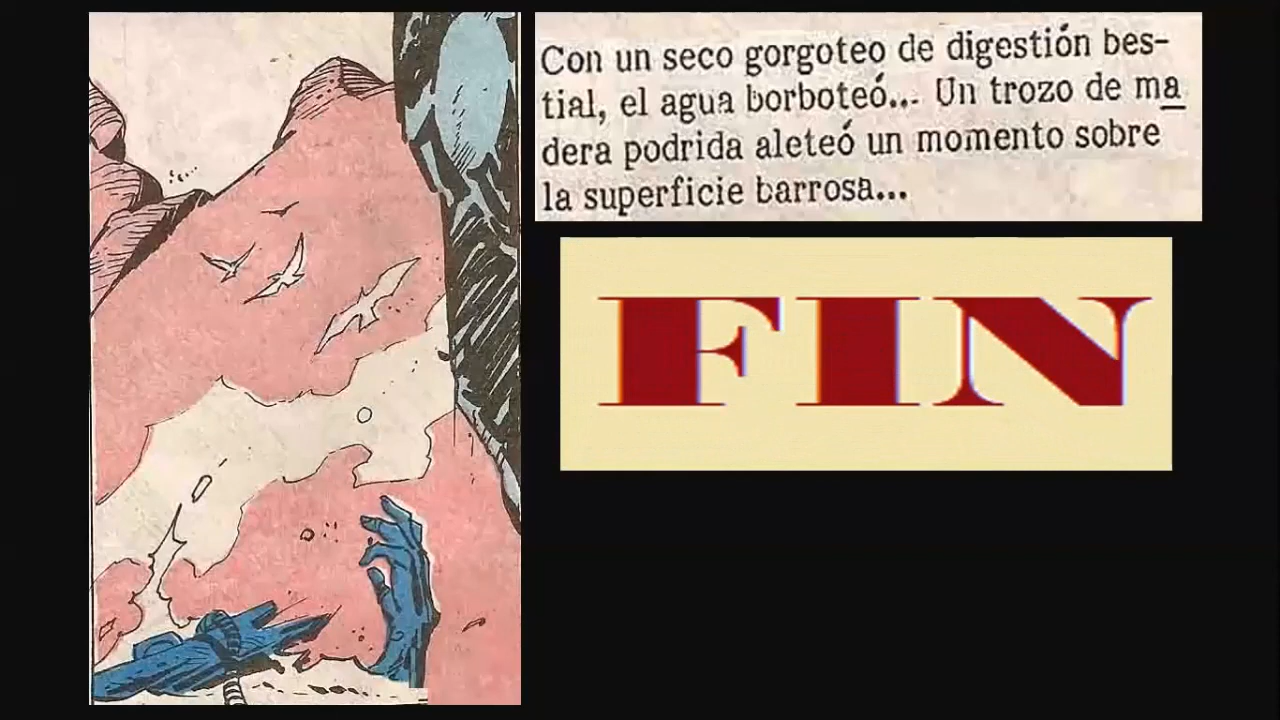 Con un seco gorgoteo de digestión bes-
tial, el agua borboteó... Un trozo de ma
dera podrida aleteó un momento sobre
la superficie barrosa...
FIN